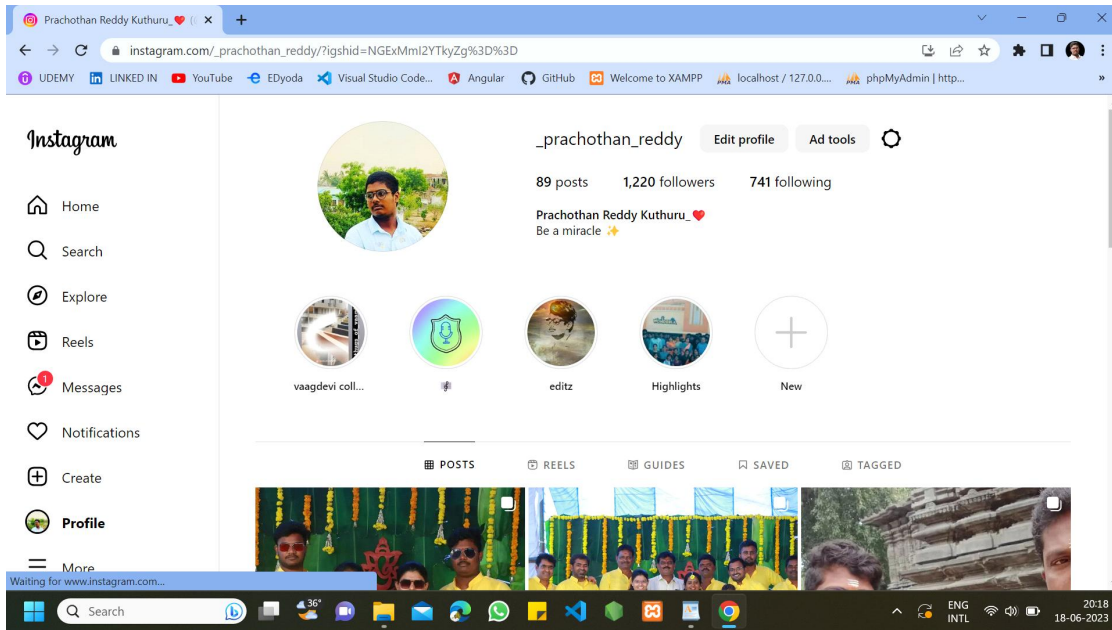 Prachothan Reddy Kuthuru_❤️ (
instagram.com/_prachothan_reddy/?igshid=NGExMmI2YTkyZg%3D%3D
UDEMY LINKED IN YouTube EDyoda Visual Studio Code... Angular GitHub Welcome to XAMPP localhost / 127.0.0.... phpMyAdmin | http... »
Instagram
Home
Search
Explore
Reels
1
Messages
Notifications
Create
Profile
More
_prachothan_reddy Edit profile Ad tools
89 posts 1,220 followers 741 following
Prachothan Reddy Kuthuru_❤️
Be a miracle ✨
vaagdevi coll... 🎼 editz Highlights New
POSTS REELS GUIDES SAVED TAGGED
Waiting for www.instagram.com...
Search 36° ENG 20:18
INTL 18-06-2023